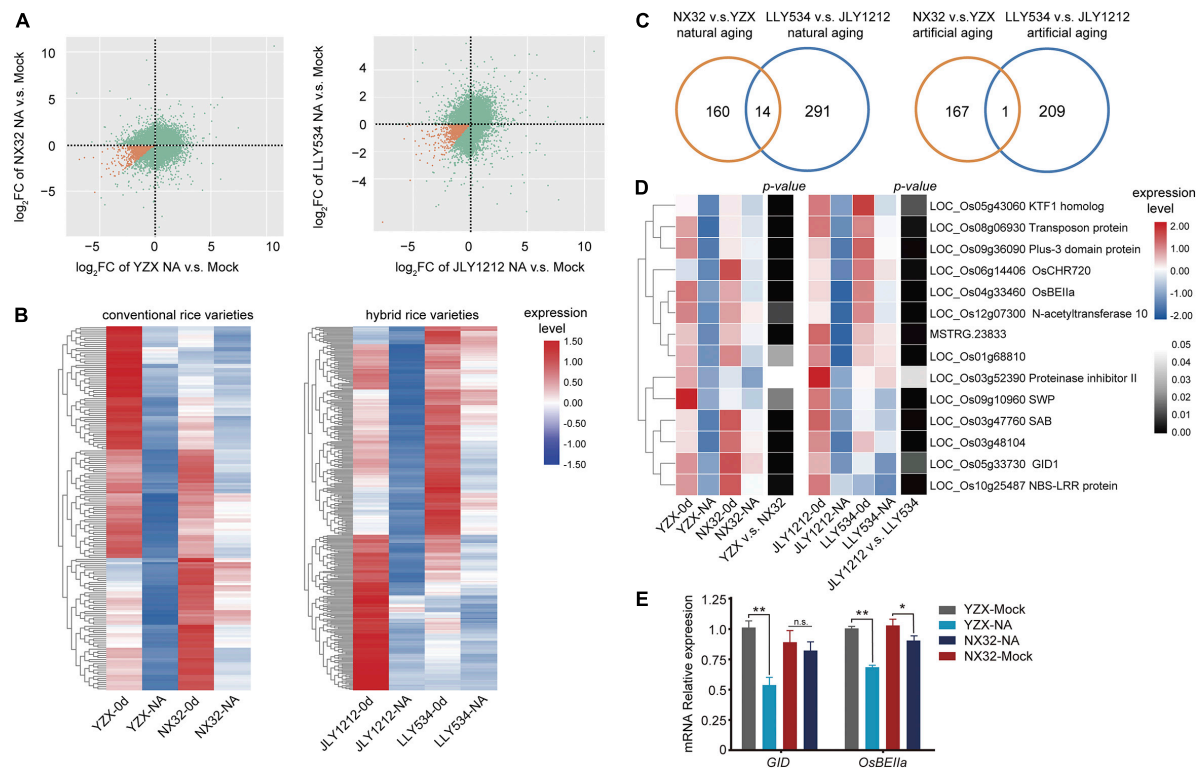 A
log2FC of NX32 NA v.s. Mock
10
5
0
−5
−5
0
5
10
log2FC of YZX NA v.s. Mock
log2FC of LLY534 NA v.s. Mock
4
2
0
−2
−4
−5
0
5
10
log2FC of JLY1212 NA v.s. Mock
B
conventional rice varieties
YZX-0d
YZX-NA
NX32-0d
NX32-NA
hybrid rice varieties
JLY1212-0d
JLY1212-NA
LLY534-0d
LLY534-NA
expression
level
1.50
1.00
0.50
0.00
-0.50
-1.00
-1.50
C
NX32 v.s.YZX
natural aging
LLY534 v.s. JLY1212
natural aging
160
14
291
NX32 v.s.YZX
artificial aging
LLY534 v.s. JLY1212
artificial aging
167
1
209
D
p-value
p-value
LOC_Os05g43060 KTF1 homolog
LOC_Os08g06930 Transposon protein
LOC_Os09g36090 Plus-3 domain protein
LOC_Os06g14406 OsCHR720
LOC_Os04g33460 OsBEIIa
LOC_Os12g07300 N-acetyltransferase 10
MSTRG.23833
LOC_Os01g68810
LOC_Os03g52390 Proteinase inhibitor II
LOC_Os09g10960 SWP
LOC_Os03g47760 SAB
LOC_Os03g48104
LOC_Os05g33730 GID1
LOC_Os10g25487 NBS-LRR protein
YZX-0d
YZX-NA
NX32-0d
NX32-NA
YZX v.s. NX32
JLY1212-0d
JLY1212-NA
LLY534-0d
LLY534-NA
JLY1212 v.s. LLY534
expression
level
2.00
1.00
0.00
-1.00
-2.00
0.05
0.04
0.03
0.02
0.01
0.00
E
mRNA Relative expreesion
1.25
1.0
0.75
0.5
0.25
0
**
n.s.
**
*
GID
OsBEIIa
YZX-Mock
YZX-NA
NX32-NA
NX32-Mock